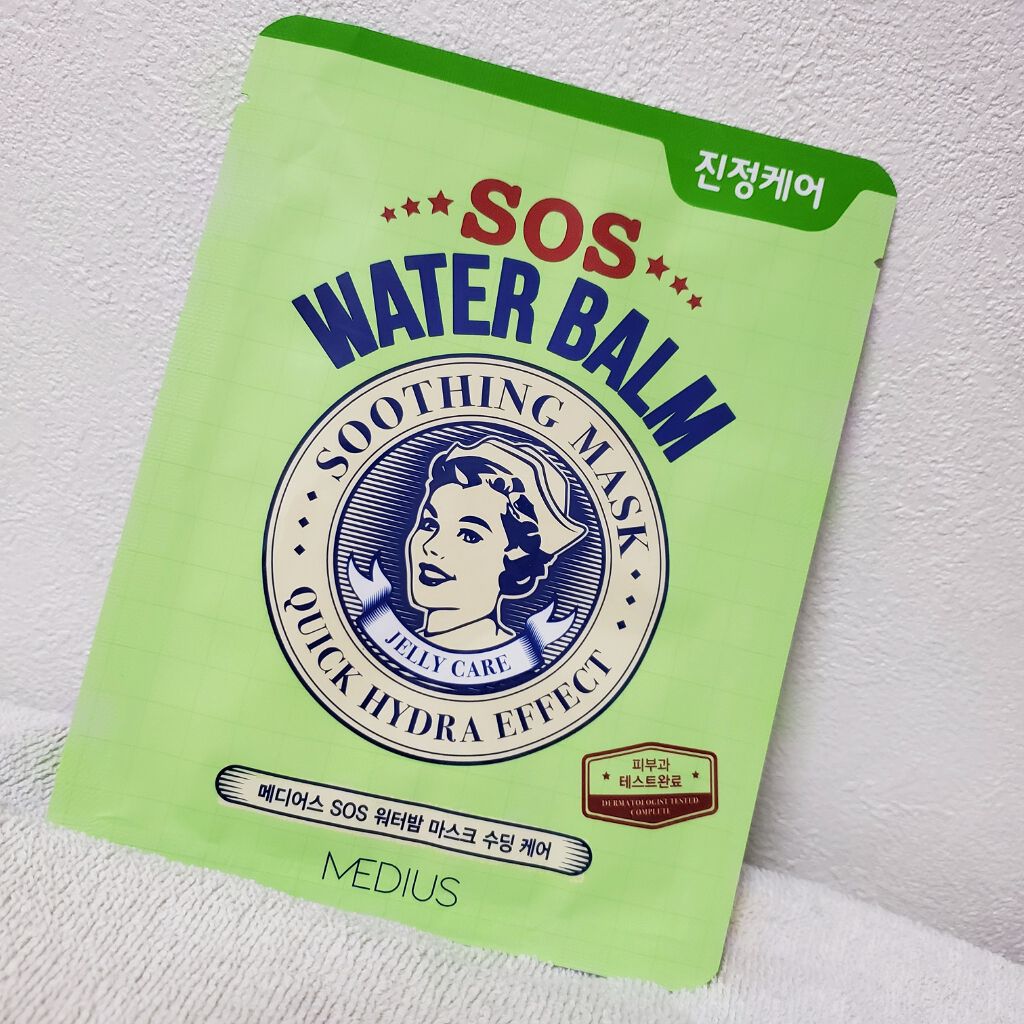 진정케어
SOS
WATER BALM
SOOTHING MASK
JELLY CARE
QUICK HYDRA EFFECT
피부과
테스트완료
DERMATOLOGIST TESTED
COMPLETE
메디어스 SOS 워터밤 마스크 수딩 케어
MEDIUS